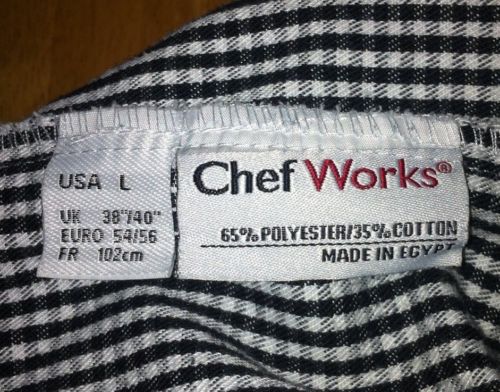 USA L
UK 38"/40"
EURO 54/56
FR 102cm
Chef Works®
65% POLYESTER/35% COTTON
MADE IN EGYPT